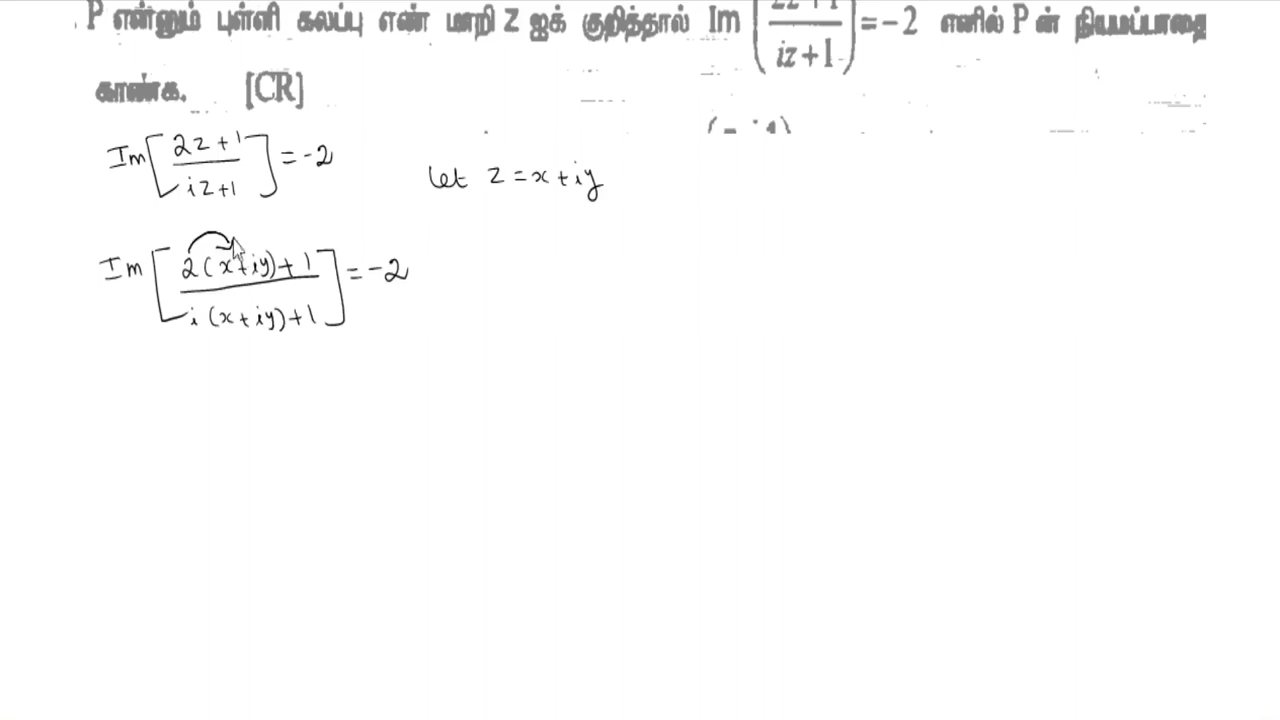 P என்னும் புள்ளி கலப்பு எண் மாறி z ஐக் குறித்தால் Im (2z+1 / iz+1) = -2 எனில் P ன் நியமப்பாதை
காண்க. [CR]
Im[2z+1 / iz+1] = -2
Let z = x+iy
Im[2(x+iy)+1 / i(x+iy)+1] = -2